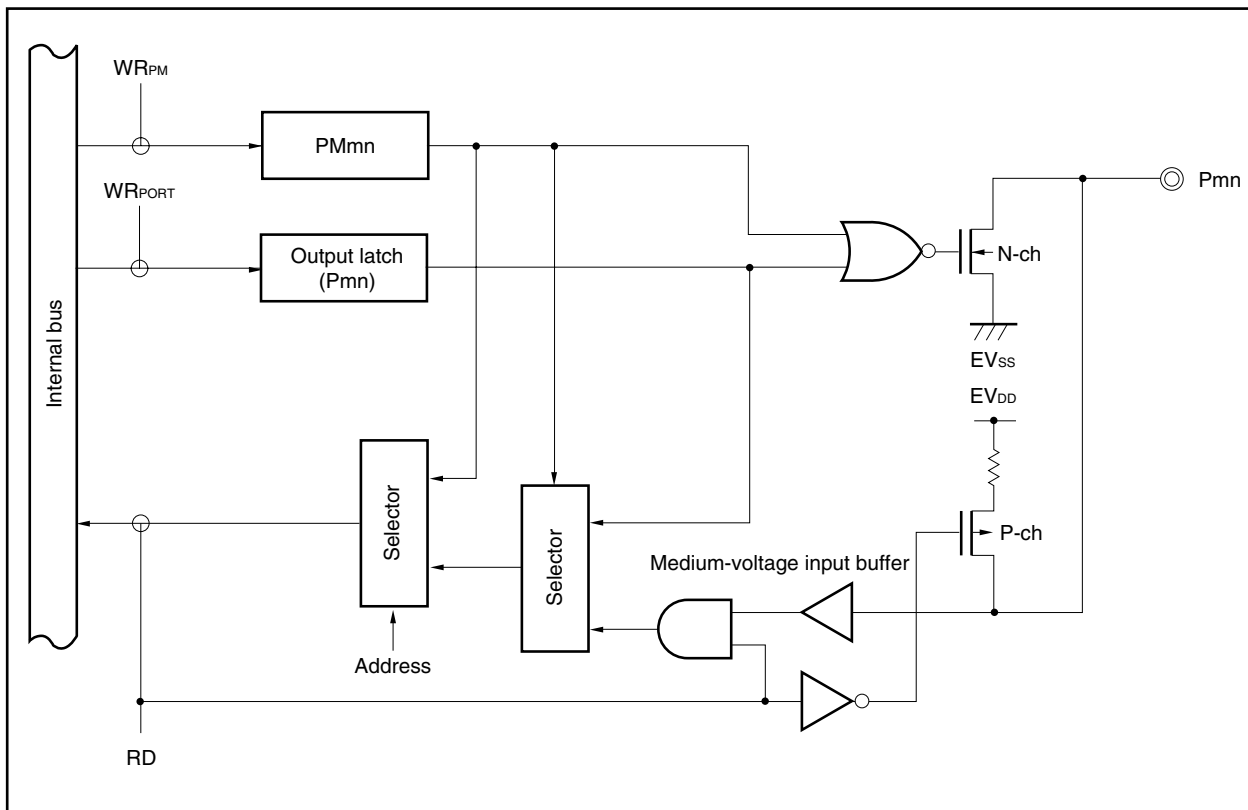 WRPM
PMmn
WRPORT
Output latch
(Pmn)
Pmn
N-ch
EVSS
EVDD
Internal bus
Selector
Selector
P-ch
Medium-voltage input buffer
Address
RD